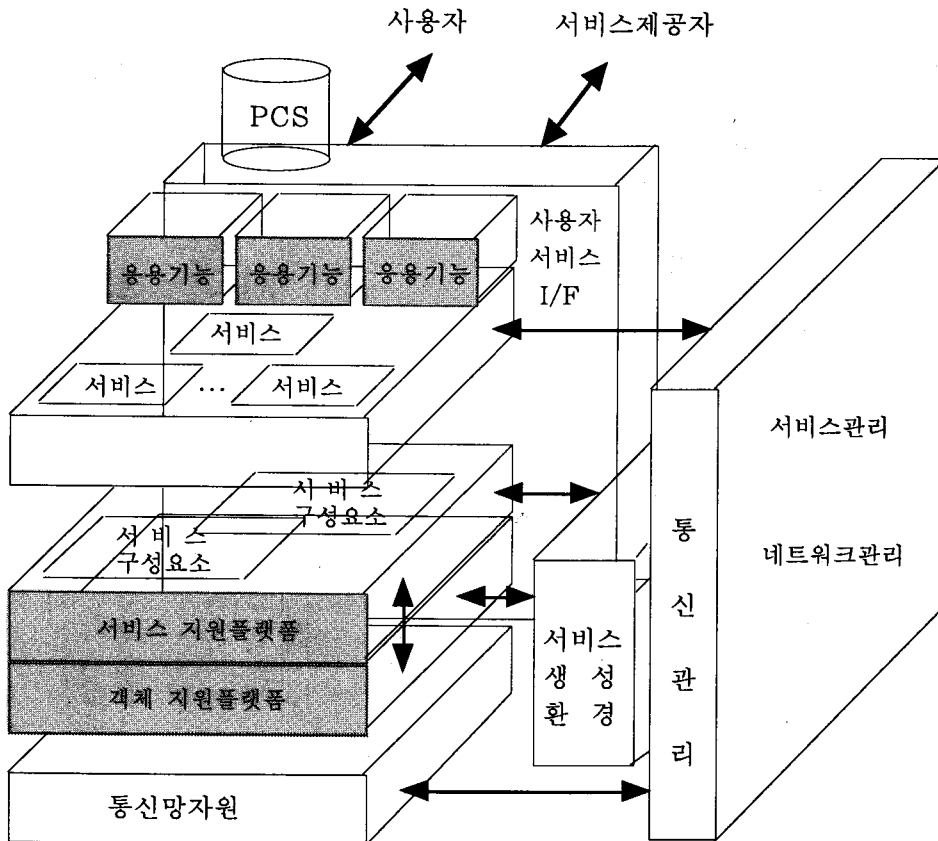 사용자
서비스제공자
PCS
사용자
서비스
I/F
응용기능
응용기능
응용기능
서비스
서비스
...
서비스
서비스관리
네트워크관리
통
신
관
리
서 비 스
구성요소
서 비 스
구성요소
서비스 지원플랫폼
객체 지원플랫폼
서비스
생 성
환 경
통신망자원